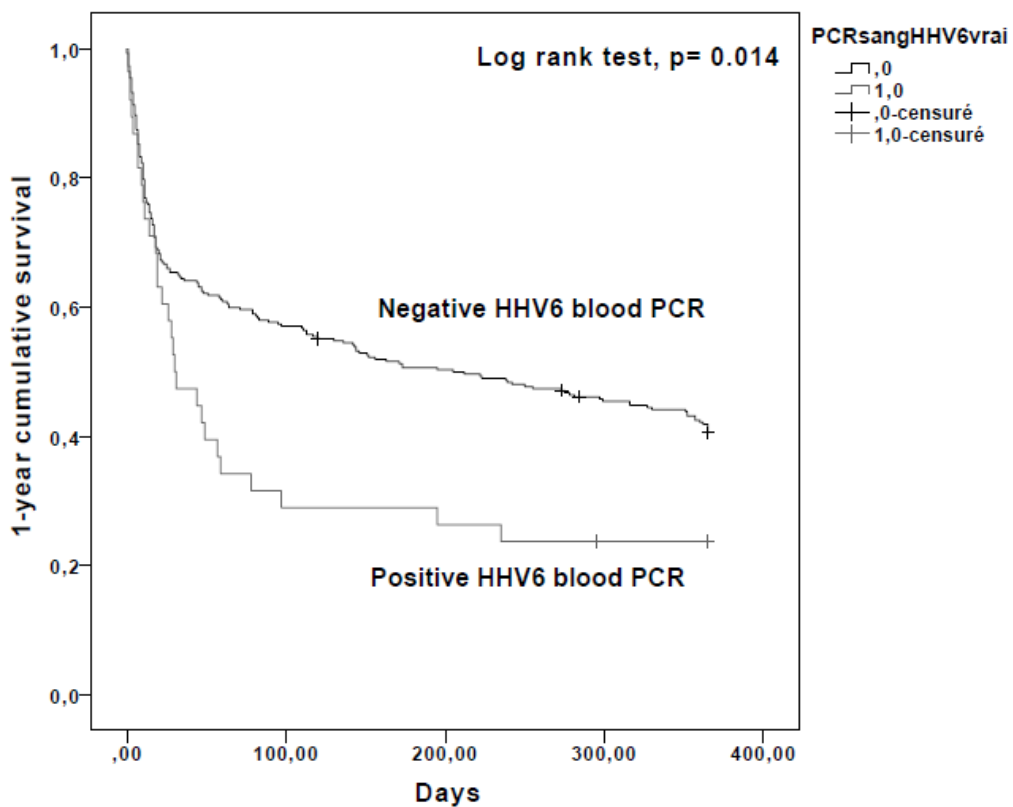 Log rank test, p= 0.014
PCRsangHHV6vrai
,0
1,0
,0-censuré
1,0-censuré
1-year cumulative survival
1,0
0,8
0,6
0,4
0,2
0,0
Negative HHV6 blood PCR
Positive HHV6 blood PCR
,00
100,00
200,00
300,00
400,00
Days